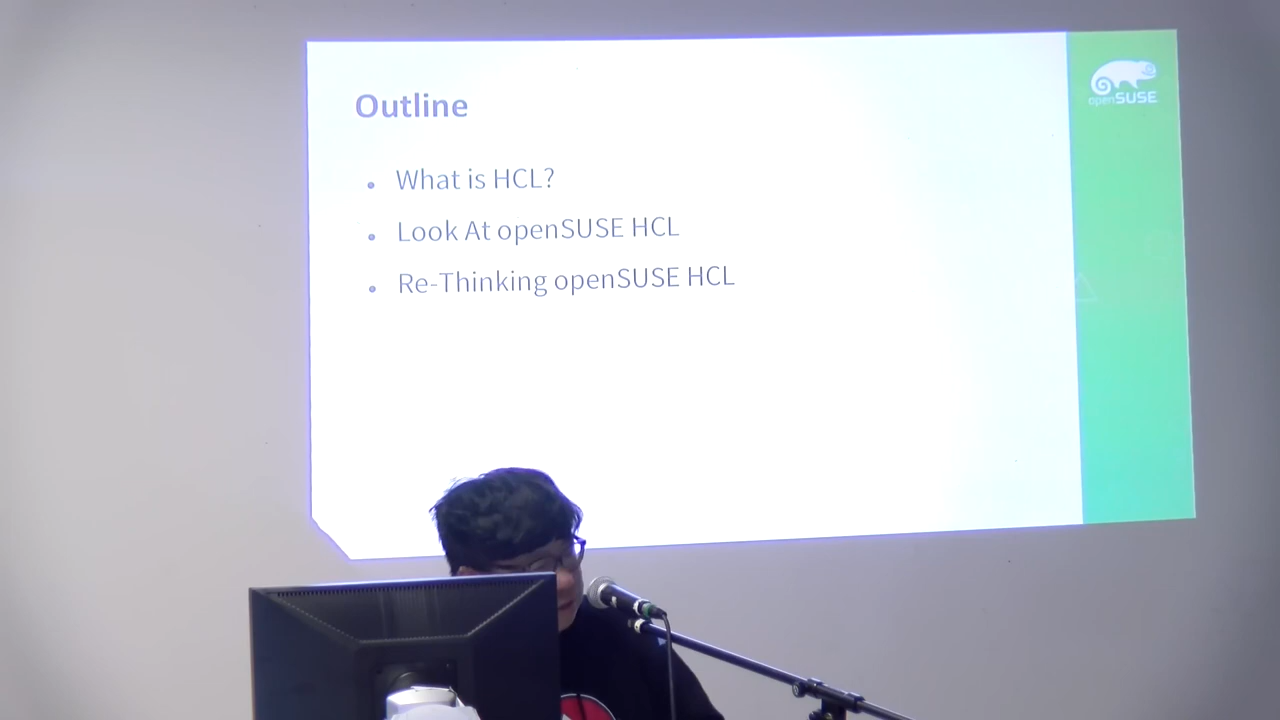 Outline
What is HCL?
Look At openSUSE HCL
Re-Thinking openSUSE HCL
openSUSE